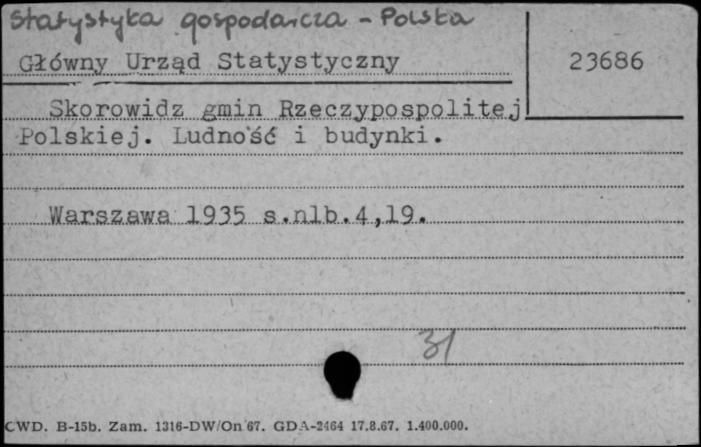 Statystyka gospodarcza - Polska
Główny Urząd Statystyczny
23686
Skorowidz gmin Rzeczypospolitej
Polskiej. Ludność i budynki.
Warszawa 1935 s.nlb.4,19.
31
CWD. B-15b. Zam. 1316-DW/On 67. GDA-2464 17.8.67. 1.400.000.